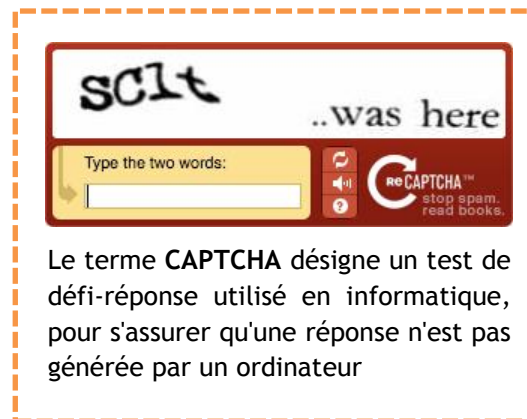 sclt
..was here
Type the two words:
ReCAPTCHA™
stop spam.
read books.
?
Le terme CAPTCHA désigne un test de
défi-réponse utilisé en informatique,
pour s'assurer qu'une réponse n'est pas
générée par un ordinateur